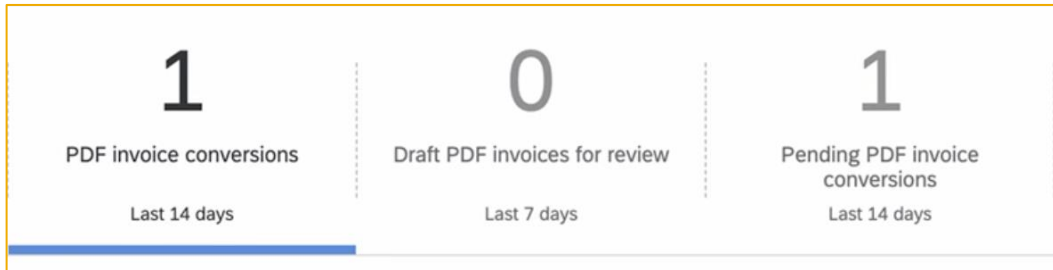 1
PDF invoice conversions
Last 14 days
0
Draft PDF invoices for review
Last 7 days
1
Pending PDF invoice
conversions
Last 14 days